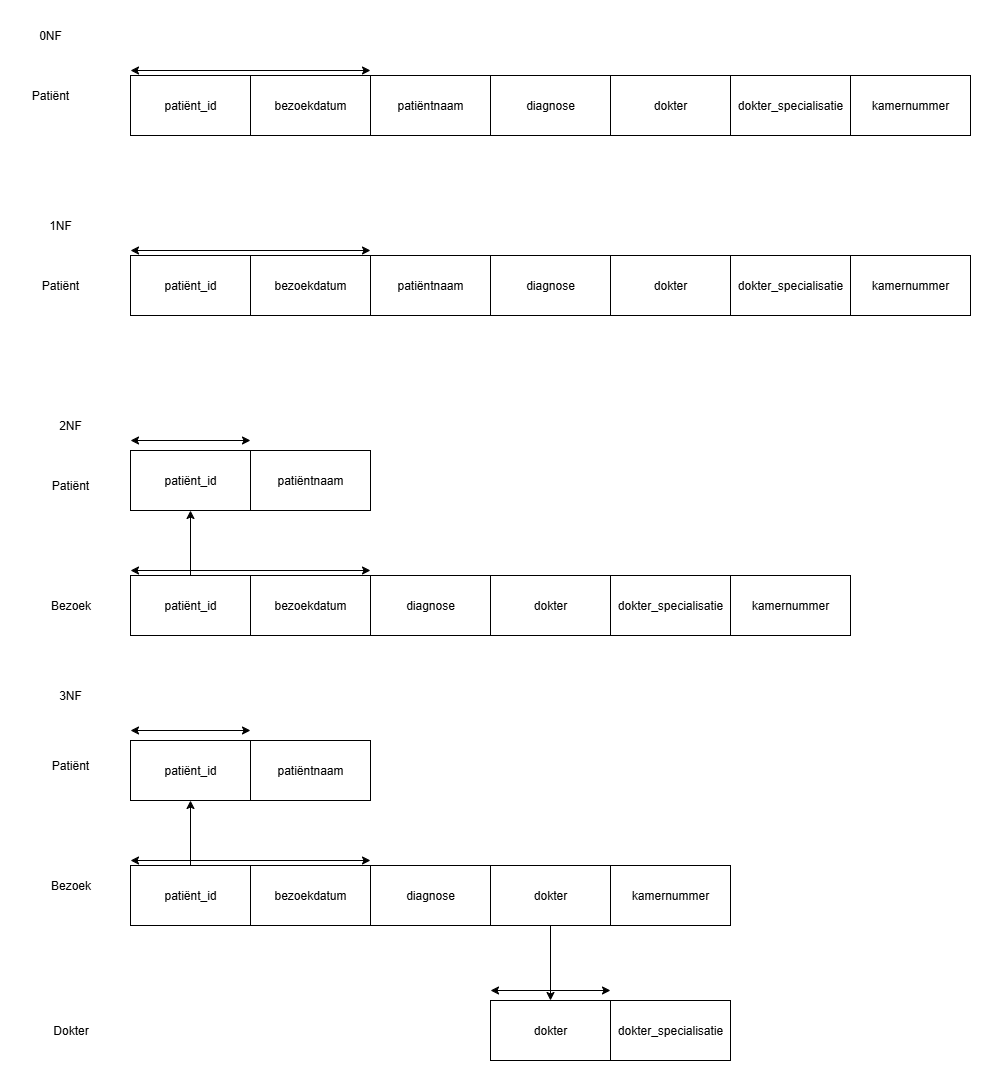 0NF
Patiënt
patiënt_id bezoekdatum patiëntnaam diagnose dokter dokter_specialisatie kamernummer
1NF
Patiënt
patiënt_id bezoekdatum patiëntnaam diagnose dokter dokter_specialisatie kamernummer
2NF
Patiënt
patiënt_id patiëntnaam
Bezoek
patiënt_id bezoekdatum diagnose dokter dokter_specialisatie kamernummer
3NF
Patiënt
patiënt_id patiëntnaam
Bezoek
patiënt_id bezoekdatum diagnose dokter kamernummer
Dokter
dokter dokter_specialisatie